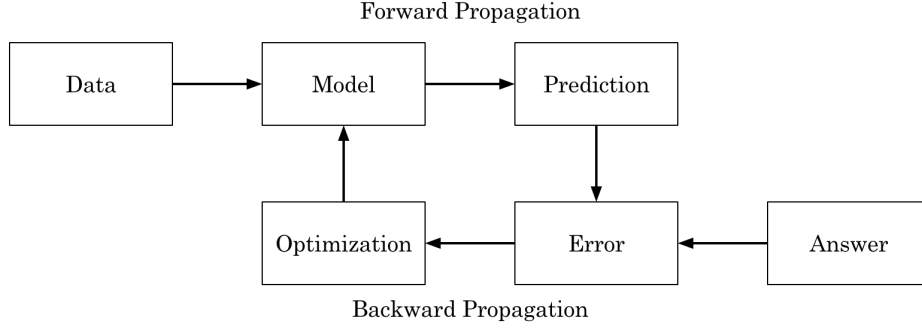 Forward Propagation
Data
Model
Prediction
Optimization
Error
Answer
Backward Propagation